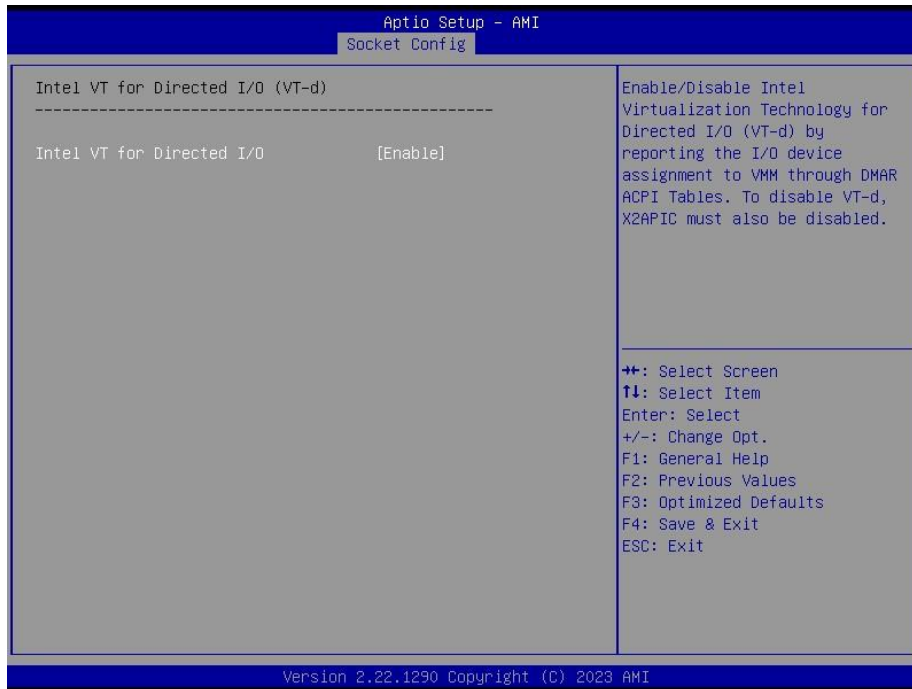 Aptio Setup – AMI
Socket Config
Intel VT for Directed I/O (VT-d)
--------------------------------------------------
Intel VT for Directed I/O [Enable]
Enable/Disable Intel
Virtualization Technology for
Directed I/O (VT-d) by
reporting the I/O device
assignment to VMM through DMAR
ACPI Tables. To disable VT-d,
X2APIC must also be disabled.
→←: Select Screen
↑↓: Select Item
Enter: Select
+/-: Change Opt.
F1: General Help
F2: Previous Values
F3: Optimized Defaults
F4: Save & Exit
ESC: Exit
Version 2.22.1290 Copyright (C) 2023 AMI